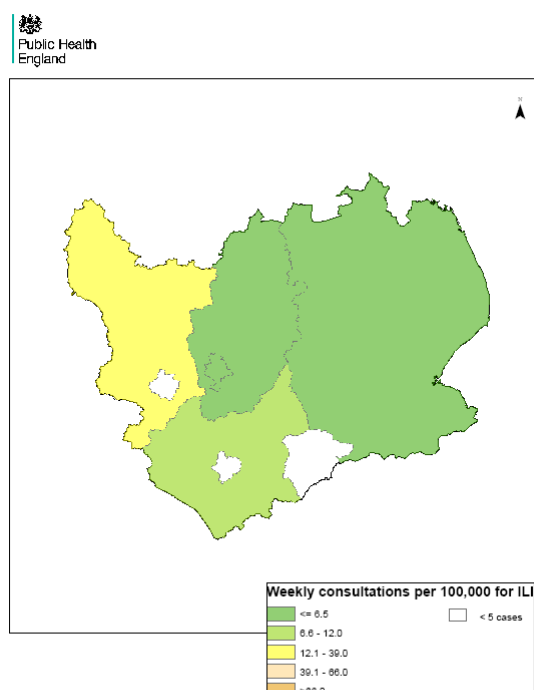 Public Health
England
N
Weekly consultations per 100,000 for ILI
<= 6.5
< 5 cases
6.6 - 12.0
12.1 - 39.0
39.1 - 66.0